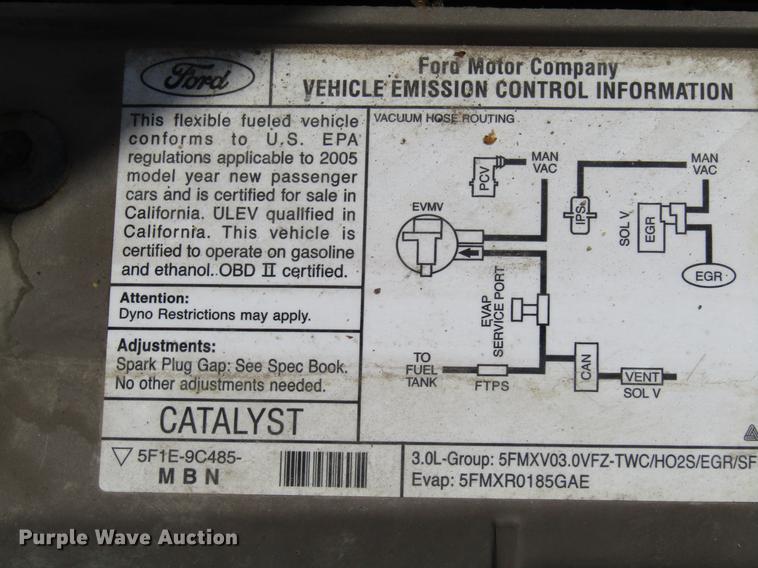 Ford
Ford Motor Company
VEHICLE EMISSION CONTROL INFORMATION
This flexible fueled vehicle
conforms to U.S. EPA
regulations applicable to 2005
model year new passenger
cars and is certified for sale in
California. ULEV qualified in
California. This vehicle is
certified to operate on gasoline
and ethanol. OBD II certified.
Attention:
Dyno Restrictions may apply.
Adjustments:
Spark Plug Gap: See Spec Book.
No other adjustments needed.
CATALYST
5F1E-9C485-
MBN
VACUUM HOSE ROUTING
PCV
MAN
VAC
EVMV
EVAP
SERVICE PORT
TO
FUEL
TANK
FTPS
CAN
VENT
SOL V
IPS
MAN
VAC
SOL V
EGR
EGR
3.0L-Group: 5FMXV03.0VFZ-TWC/HO2S/EGR/SF
Evap: 5FMXR0185GAE
Purple Wave Auction